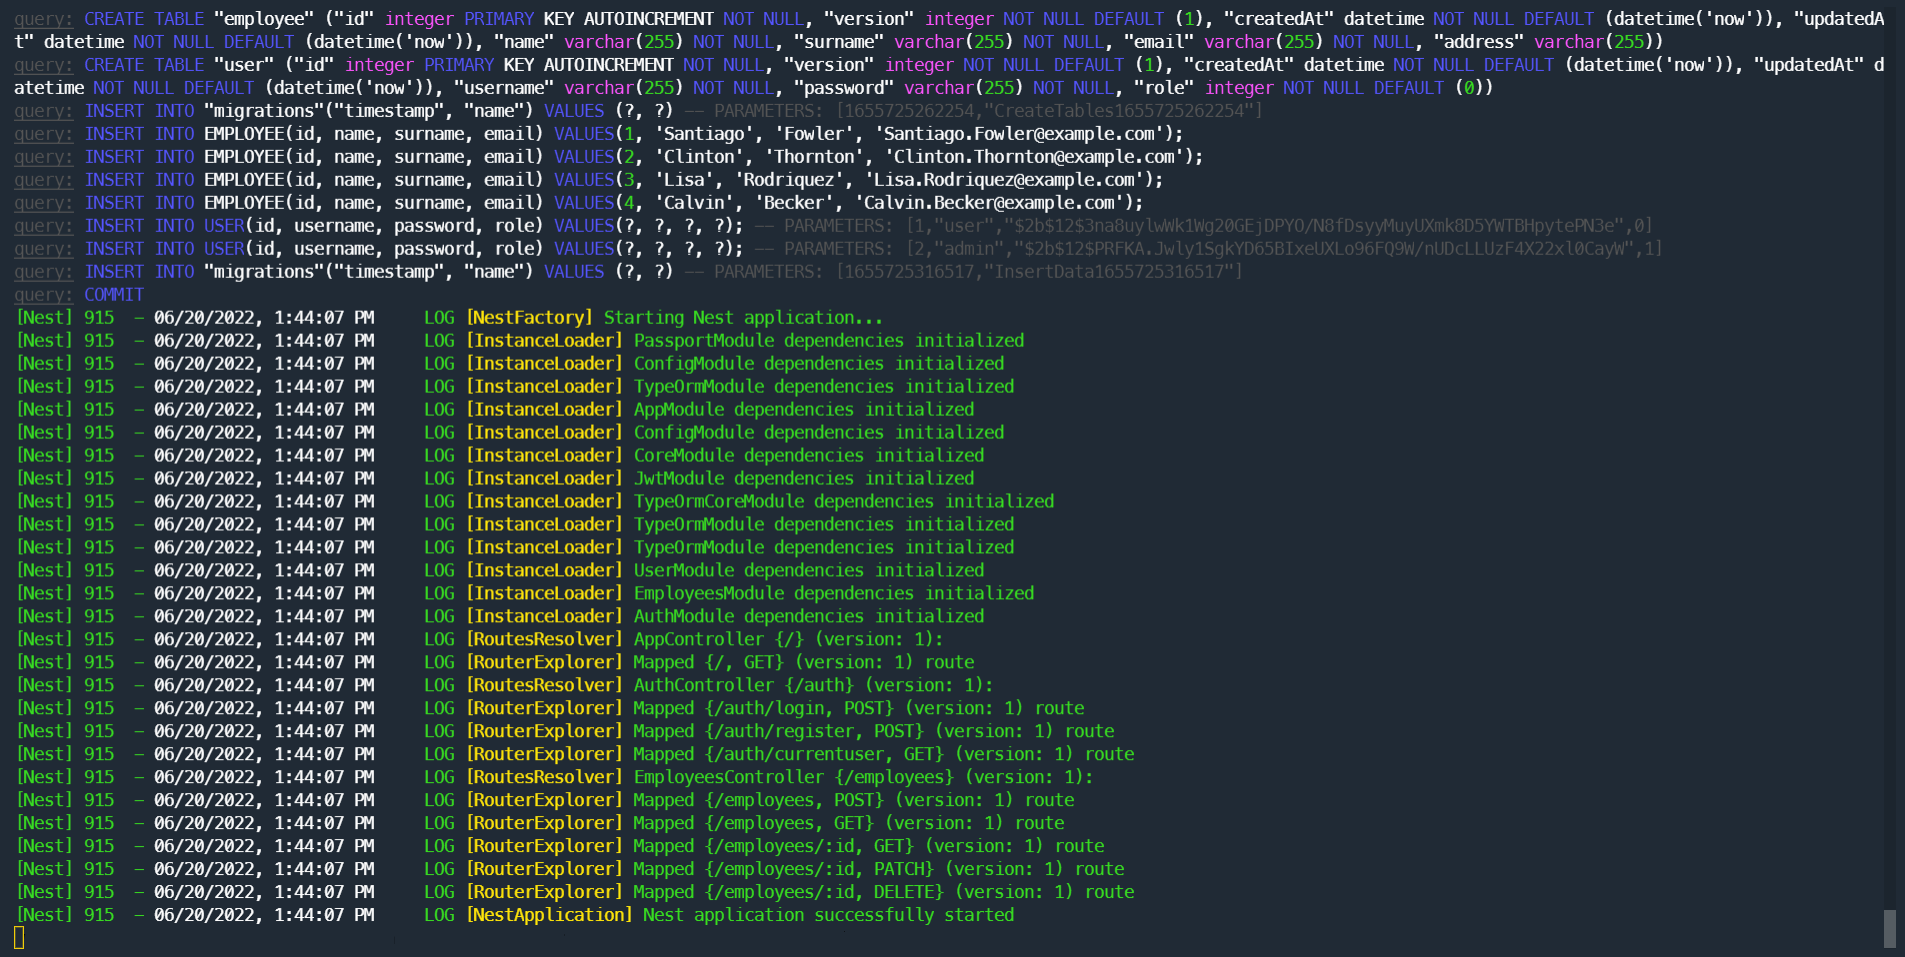 query: CREATE TABLE "employee" ("id" integer PRIMARY KEY AUTOINCREMENT NOT NULL, "version" integer NOT NULL DEFAULT (1), "createdAt" datetime NOT NULL DEFAULT (datetime('now')), "updatedA
t" datetime NOT NULL DEFAULT (datetime('now')), "name" varchar(255) NOT NULL, "surname" varchar(255) NOT NULL, "email" varchar(255) NOT NULL, "address" varchar(255))
query: CREATE TABLE "user" ("id" integer PRIMARY KEY AUTOINCREMENT NOT NULL, "version" integer NOT NULL DEFAULT (1), "createdAt" datetime NOT NULL DEFAULT (datetime('now')), "updatedAt" d
atetime NOT NULL DEFAULT (datetime('now')), "username" varchar(255) NOT NULL, "password" varchar(255) NOT NULL, "role" integer NOT NULL DEFAULT (0))
query: INSERT INTO "migrations"("timestamp", "name") VALUES (?, ?) -- PARAMETERS: [1655725262254,"CreateTables1655725262254"]
query: INSERT INTO EMPLOYEE(id, name, surname, email) VALUES(1, 'Santiago', 'Fowler', 'Santiago.Fowler@example.com');
query: INSERT INTO EMPLOYEE(id, name, surname, email) VALUES(2, 'Clinton', 'Thornton', 'Clinton.Thornton@example.com');
query: INSERT INTO EMPLOYEE(id, name, surname, email) VALUES(3, 'Lisa', 'Rodriquez', 'Lisa.Rodriquez@example.com');
query: INSERT INTO EMPLOYEE(id, name, surname, email) VALUES(4, 'Calvin', 'Becker', 'Calvin.Becker@example.com');
query: INSERT INTO USER(id, username, password, role) VALUES(?, ?, ?, ?); -- PARAMETERS: [1,"user","$2b$12$3na8uylwWk1Wg20GEjDPYO/N8fDsyyMuyUXmk8D5YWTBHpytePN3e",0]
query: INSERT INTO USER(id, username, password, role) VALUES(?, ?, ?, ?); -- PARAMETERS: [2,"admin","$2b$12$PRFKA.Jwly1SgkYD65BIxeUXLo96FQ9W/nUDcLLUzF4X22xl0CayW",1]
query: INSERT INTO "migrations"("timestamp", "name") VALUES (?, ?) -- PARAMETERS: [1655725316517,"InsertData1655725316517"]
query: COMMIT
[Nest] 915  - 06/20/2022, 1:44:07 PM     LOG [NestFactory] Starting Nest application...
[Nest] 915  - 06/20/2022, 1:44:07 PM     LOG [InstanceLoader] PassportModule dependencies initialized
[Nest] 915  - 06/20/2022, 1:44:07 PM     LOG [InstanceLoader] ConfigModule dependencies initialized
[Nest] 915  - 06/20/2022, 1:44:07 PM     LOG [InstanceLoader] TypeOrmModule dependencies initialized
[Nest] 915  - 06/20/2022, 1:44:07 PM     LOG [InstanceLoader] AppModule dependencies initialized
[Nest] 915  - 06/20/2022, 1:44:07 PM     LOG [InstanceLoader] ConfigModule dependencies initialized
[Nest] 915  - 06/20/2022, 1:44:07 PM     LOG [InstanceLoader] CoreModule dependencies initialized
[Nest] 915  - 06/20/2022, 1:44:07 PM     LOG [InstanceLoader] JwtModule dependencies initialized
[Nest] 915  - 06/20/2022, 1:44:07 PM     LOG [InstanceLoader] TypeOrmCoreModule dependencies initialized
[Nest] 915  - 06/20/2022, 1:44:07 PM     LOG [InstanceLoader] TypeOrmModule dependencies initialized
[Nest] 915  - 06/20/2022, 1:44:07 PM     LOG [InstanceLoader] TypeOrmModule dependencies initialized
[Nest] 915  - 06/20/2022, 1:44:07 PM     LOG [InstanceLoader] UserModule dependencies initialized
[Nest] 915  - 06/20/2022, 1:44:07 PM     LOG [InstanceLoader] EmployeesModule dependencies initialized
[Nest] 915  - 06/20/2022, 1:44:07 PM     LOG [InstanceLoader] AuthModule dependencies initialized
[Nest] 915  - 06/20/2022, 1:44:07 PM     LOG [RoutesResolver] AppController {/} (version: 1):
[Nest] 915  - 06/20/2022, 1:44:07 PM     LOG [RouterExplorer] Mapped {/, GET} (version: 1) route
[Nest] 915  - 06/20/2022, 1:44:07 PM     LOG [RoutesResolver] AuthController {/auth} (version: 1):
[Nest] 915  - 06/20/2022, 1:44:07 PM     LOG [RouterExplorer] Mapped {/auth/login, POST} (version: 1) route
[Nest] 915  - 06/20/2022, 1:44:07 PM     LOG [RouterExplorer] Mapped {/auth/register, POST} (version: 1) route
[Nest] 915  - 06/20/2022, 1:44:07 PM     LOG [RouterExplorer] Mapped {/auth/currentuser, GET} (version: 1) route
[Nest] 915  - 06/20/2022, 1:44:07 PM     LOG [RoutesResolver] EmployeesController {/employees} (version: 1):
[Nest] 915  - 06/20/2022, 1:44:07 PM     LOG [RouterExplorer] Mapped {/employees, POST} (version: 1) route
[Nest] 915  - 06/20/2022, 1:44:07 PM     LOG [RouterExplorer] Mapped {/employees, GET} (version: 1) route
[Nest] 915  - 06/20/2022, 1:44:07 PM     LOG [RouterExplorer] Mapped {/employees/:id, GET} (version: 1) route
[Nest] 915  - 06/20/2022, 1:44:07 PM     LOG [RouterExplorer] Mapped {/employees/:id, PATCH} (version: 1) route
[Nest] 915  - 06/20/2022, 1:44:07 PM     LOG [RouterExplorer] Mapped {/employees/:id, DELETE} (version: 1) route
[Nest] 915  - 06/20/2022, 1:44:07 PM     LOG [NestApplication] Nest application successfully started